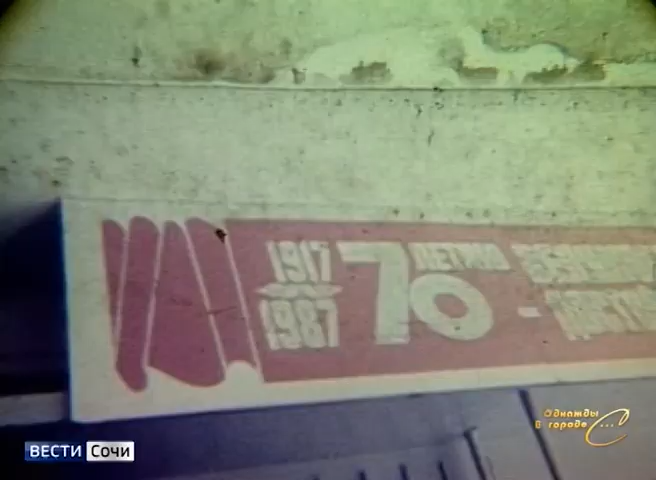 1917
1987
70
ЛЕТИЮ
-
ВЕСТИ Сочи
Однажды
в городе